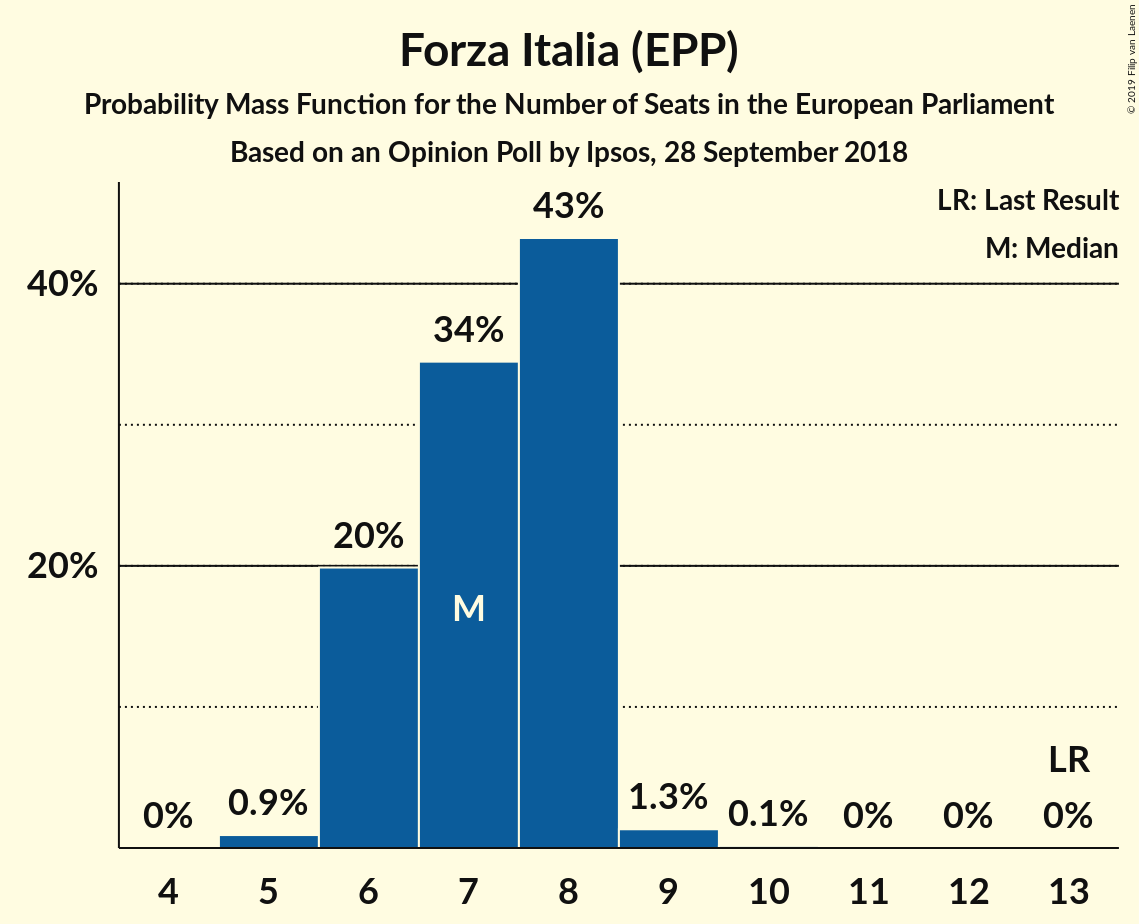 Forza Italia (EPP)
Probability Mass Function for the Number of Seats in the European Parliament
Based on an Opinion Poll by Ipsos, 28 September 2018
© 2019 Filip van Laenen
LR: Last Result
M: Median
40%
20%
0%
0.9%
20%
34%
43%
1.3%
0.1%
0%
0%
0%
M
LR
4 5 6 7 8 9 10 11 12 13